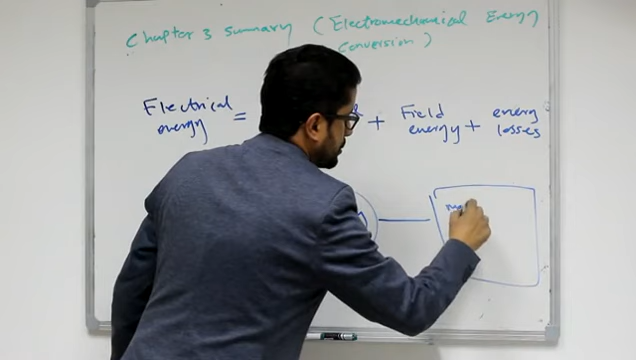 Chapter 3 Summary (Electromechanical Energy
Conversion)
Electrical
energy = + Field
energy + energy
losses